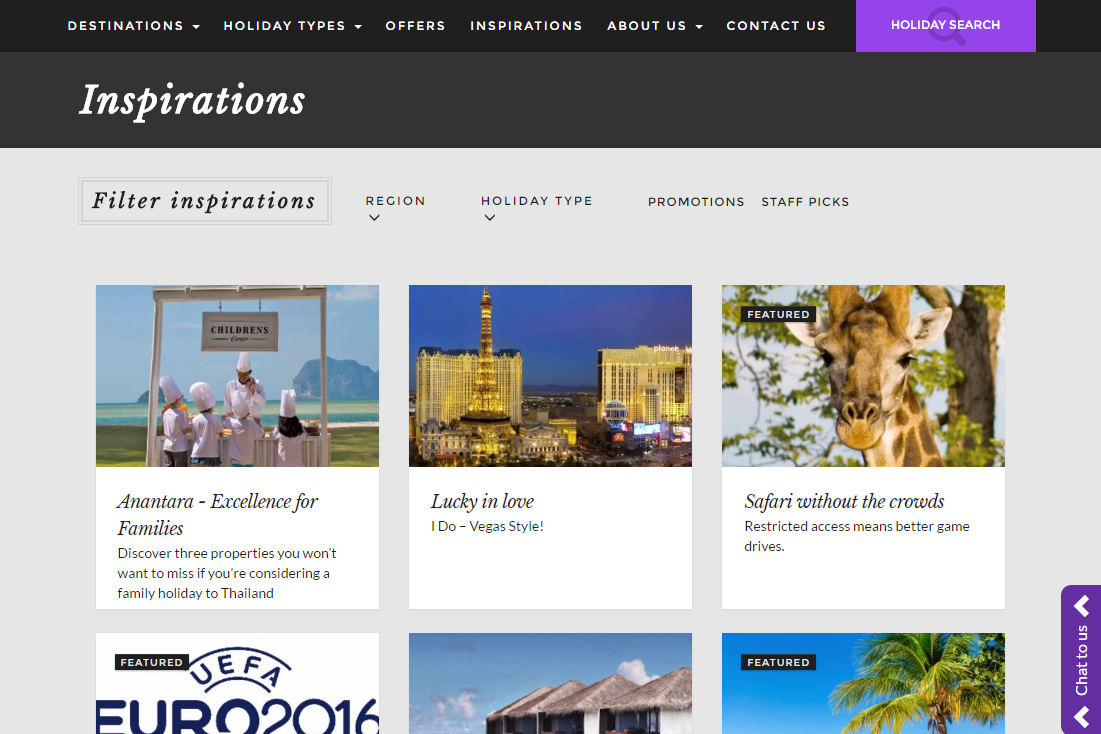 DESTINATIONS HOLIDAY TYPES OFFERS INSPIRATIONS ABOUT US CONTACT US HOLIDAY SEARCH
Inspirations
Filter inspirations REGION HOLIDAY TYPE PROMOTIONS STAFF PICKS
CHILDRENS
Corner
planet
FEATURED
Anantara - Excellence for
Families
Discover three properties you won't
want to miss if you're considering a
family holiday to Thailand
Lucky in love
I Do – Vegas Style!
Safari without the crowds
Restricted access means better game
drives.
FEATURED
UEFA
EURO2016
FEATURED
Chat to us